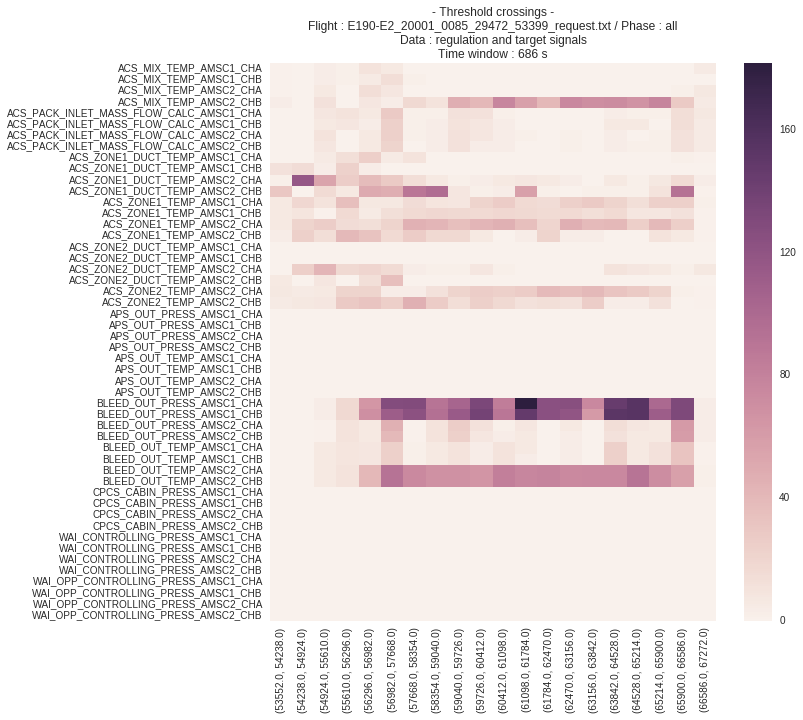 - Threshold crossings -
Flight : E190-E2_20001_0085_29472_53399_request.txt / Phase : all
Data : regulation and target signals
Time window : 686 s
ACS_MIX_TEMP_AMSC1_CHA
ACS_MIX_TEMP_AMSC1_CHB
ACS_MIX_TEMP_AMSC2_CHA
ACS_MIX_TEMP_AMSC2_CHB
ACS_PACK_INLET_MASS_FLOW_CALC_AMSC1_CHA
ACS_PACK_INLET_MASS_FLOW_CALC_AMSC1_CHB
ACS_PACK_INLET_MASS_FLOW_CALC_AMSC2_CHA
ACS_PACK_INLET_MASS_FLOW_CALC_AMSC2_CHB
ACS_ZONE1_DUCT_TEMP_AMSC1_CHA
ACS_ZONE1_DUCT_TEMP_AMSC1_CHB
ACS_ZONE1_DUCT_TEMP_AMSC2_CHA
ACS_ZONE1_DUCT_TEMP_AMSC2_CHB
ACS_ZONE1_TEMP_AMSC1_CHA
ACS_ZONE1_TEMP_AMSC1_CHB
ACS_ZONE1_TEMP_AMSC2_CHA
ACS_ZONE1_TEMP_AMSC2_CHB
ACS_ZONE2_DUCT_TEMP_AMSC1_CHA
ACS_ZONE2_DUCT_TEMP_AMSC1_CHB
ACS_ZONE2_DUCT_TEMP_AMSC2_CHA
ACS_ZONE2_DUCT_TEMP_AMSC2_CHB
ACS_ZONE2_TEMP_AMSC2_CHA
ACS_ZONE2_TEMP_AMSC2_CHB
APS_OUT_PRESS_AMSC1_CHA
APS_OUT_PRESS_AMSC1_CHB
APS_OUT_PRESS_AMSC2_CHA
APS_OUT_PRESS_AMSC2_CHB
APS_OUT_TEMP_AMSC1_CHA
APS_OUT_TEMP_AMSC1_CHB
APS_OUT_TEMP_AMSC2_CHA
APS_OUT_TEMP_AMSC2_CHB
BLEED_OUT_PRESS_AMSC1_CHA
BLEED_OUT_PRESS_AMSC1_CHB
BLEED_OUT_PRESS_AMSC2_CHA
BLEED_OUT_PRESS_AMSC2_CHB
BLEED_OUT_TEMP_AMSC1_CHA
BLEED_OUT_TEMP_AMSC1_CHB
BLEED_OUT_TEMP_AMSC2_CHA
BLEED_OUT_TEMP_AMSC2_CHB
CPCS_CABIN_PRESS_AMSC1_CHA
CPCS_CABIN_PRESS_AMSC1_CHB
CPCS_CABIN_PRESS_AMSC2_CHA
CPCS_CABIN_PRESS_AMSC2_CHB
WAI_CONTROLLING_PRESS_AMSC1_CHA
WAI_CONTROLLING_PRESS_AMSC1_CHB
WAI_CONTROLLING_PRESS_AMSC2_CHA
WAI_CONTROLLING_PRESS_AMSC2_CHB
WAI_OPP_CONTROLLING_PRESS_AMSC1_CHA
WAI_OPP_CONTROLLING_PRESS_AMSC1_CHB
WAI_OPP_CONTROLLING_PRESS_AMSC2_CHA
WAI_OPP_CONTROLLING_PRESS_AMSC2_CHB
(53552.0, 54238.0)
(54238.0, 54924.0)
(54924.0, 55610.0)
(55610.0, 56296.0)
(56296.0, 56982.0)
(56982.0, 57668.0)
(57668.0, 58354.0)
(58354.0, 59040.0)
(59040.0, 59726.0)
(59726.0, 60412.0)
(60412.0, 61098.0)
(61098.0, 61784.0)
(61784.0, 62470.0)
(62470.0, 63156.0)
(63156.0, 63842.0)
(63842.0, 64528.0)
(64528.0, 65214.0)
(65214.0, 65900.0)
(65900.0, 66586.0)
(66586.0, 67272.0)
160
120
80
40
0